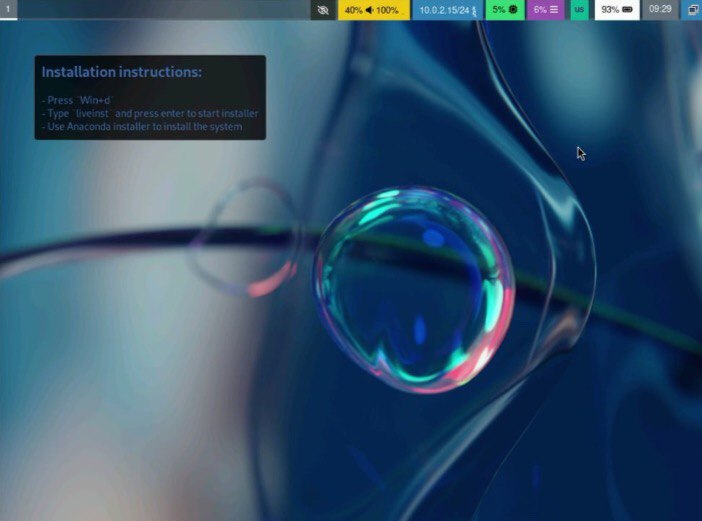 1
40% 100%
10.0.2.15/24
5%
6%
us
93%
09:29
Installation instructions:
- Press `Win+d`
- Type `liveinst` and press enter to start installer
- Use Anaconda installer to install the system